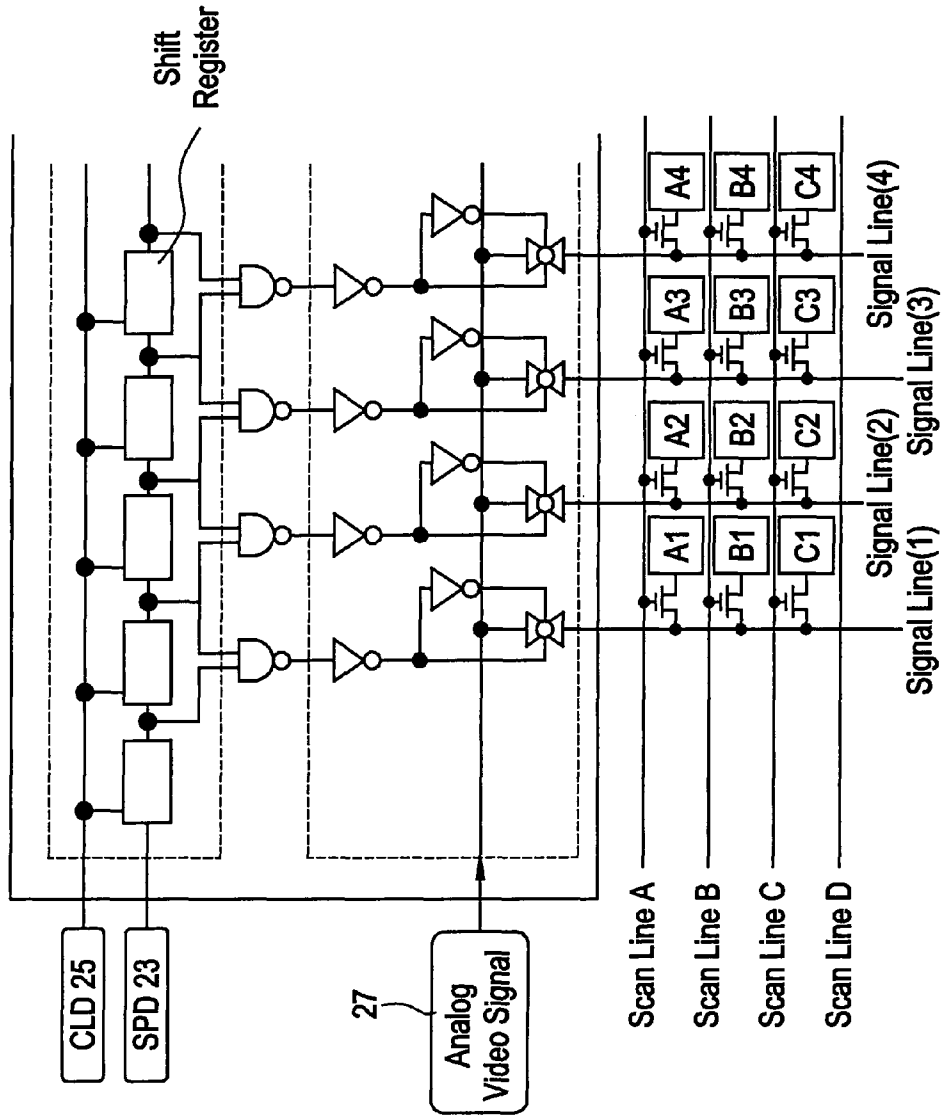 Shift
Register
CLD 25
SPD 23
27
Analog
Video Signal
Scan Line A
Scan Line B
Scan Line C
Scan Line D
A1
A2
A3
A4
B1
B2
B3
B4
C1
C2
C3
C4
Signal Line(1)
Signal Line(2)
Signal Line(3)
Signal Line(4)